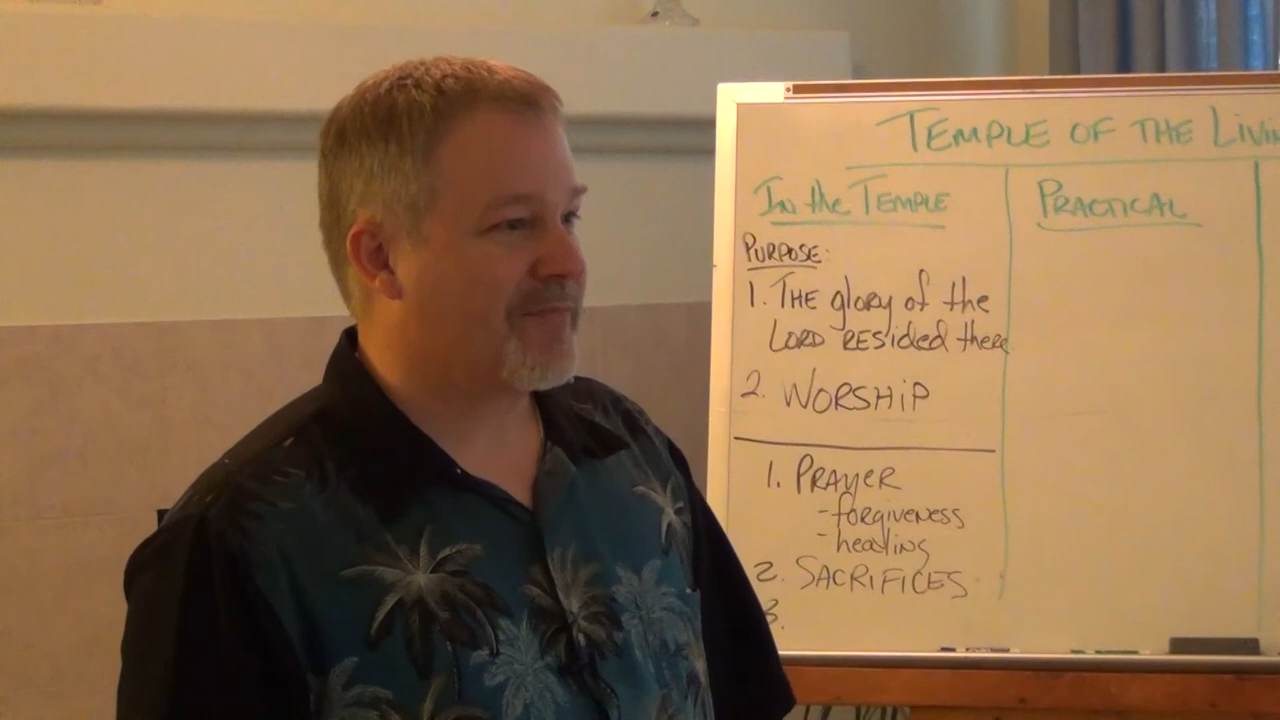 TEMPLE OF THE LIVI
IN the TEMPLE
PRACTICAL
PURPOSE:
1. THE glory of the
LORD RESided there
2. WORSHiP
1. PRAYER
- forgiveness
- healing
2. SACRIFICES
3.